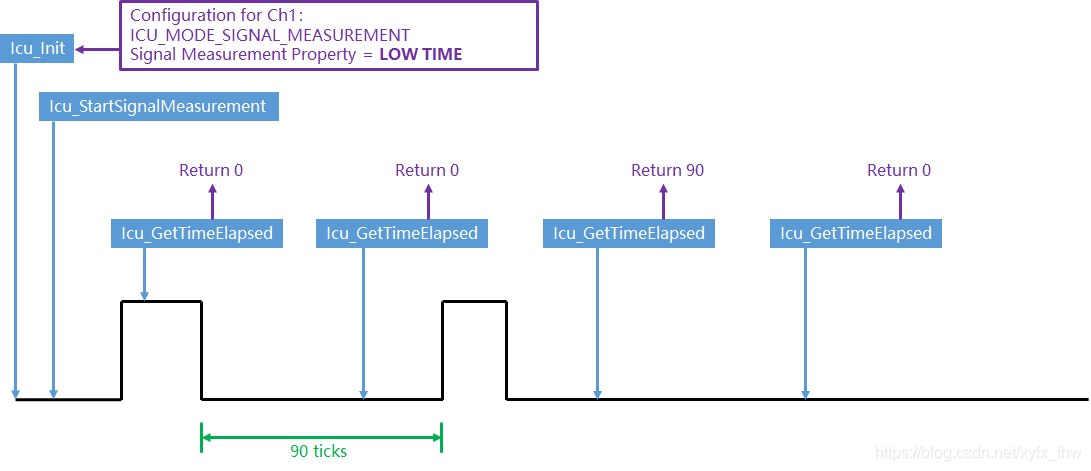 Configuration for Ch1:
ICU_MODE_SIGNAL_MEASUREMENT
Signal Measurement Property = LOW TIME
Icu_Init
Icu_StartSignalMeasurement
Return 0
Return 0
Return 90
Return 0
Icu_GetTimeElapsed
Icu_GetTimeElapsed
Icu_GetTimeElapsed
Icu_GetTimeElapsed
90 ticks
https://blog.csdn.net/xyfx_fhw